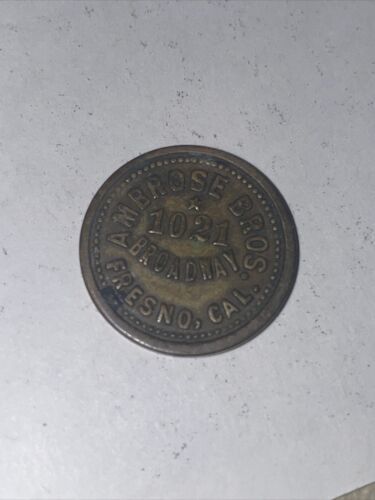 AMBROSE BROS.
1021
BROADWAY
FRESNO, CAL.